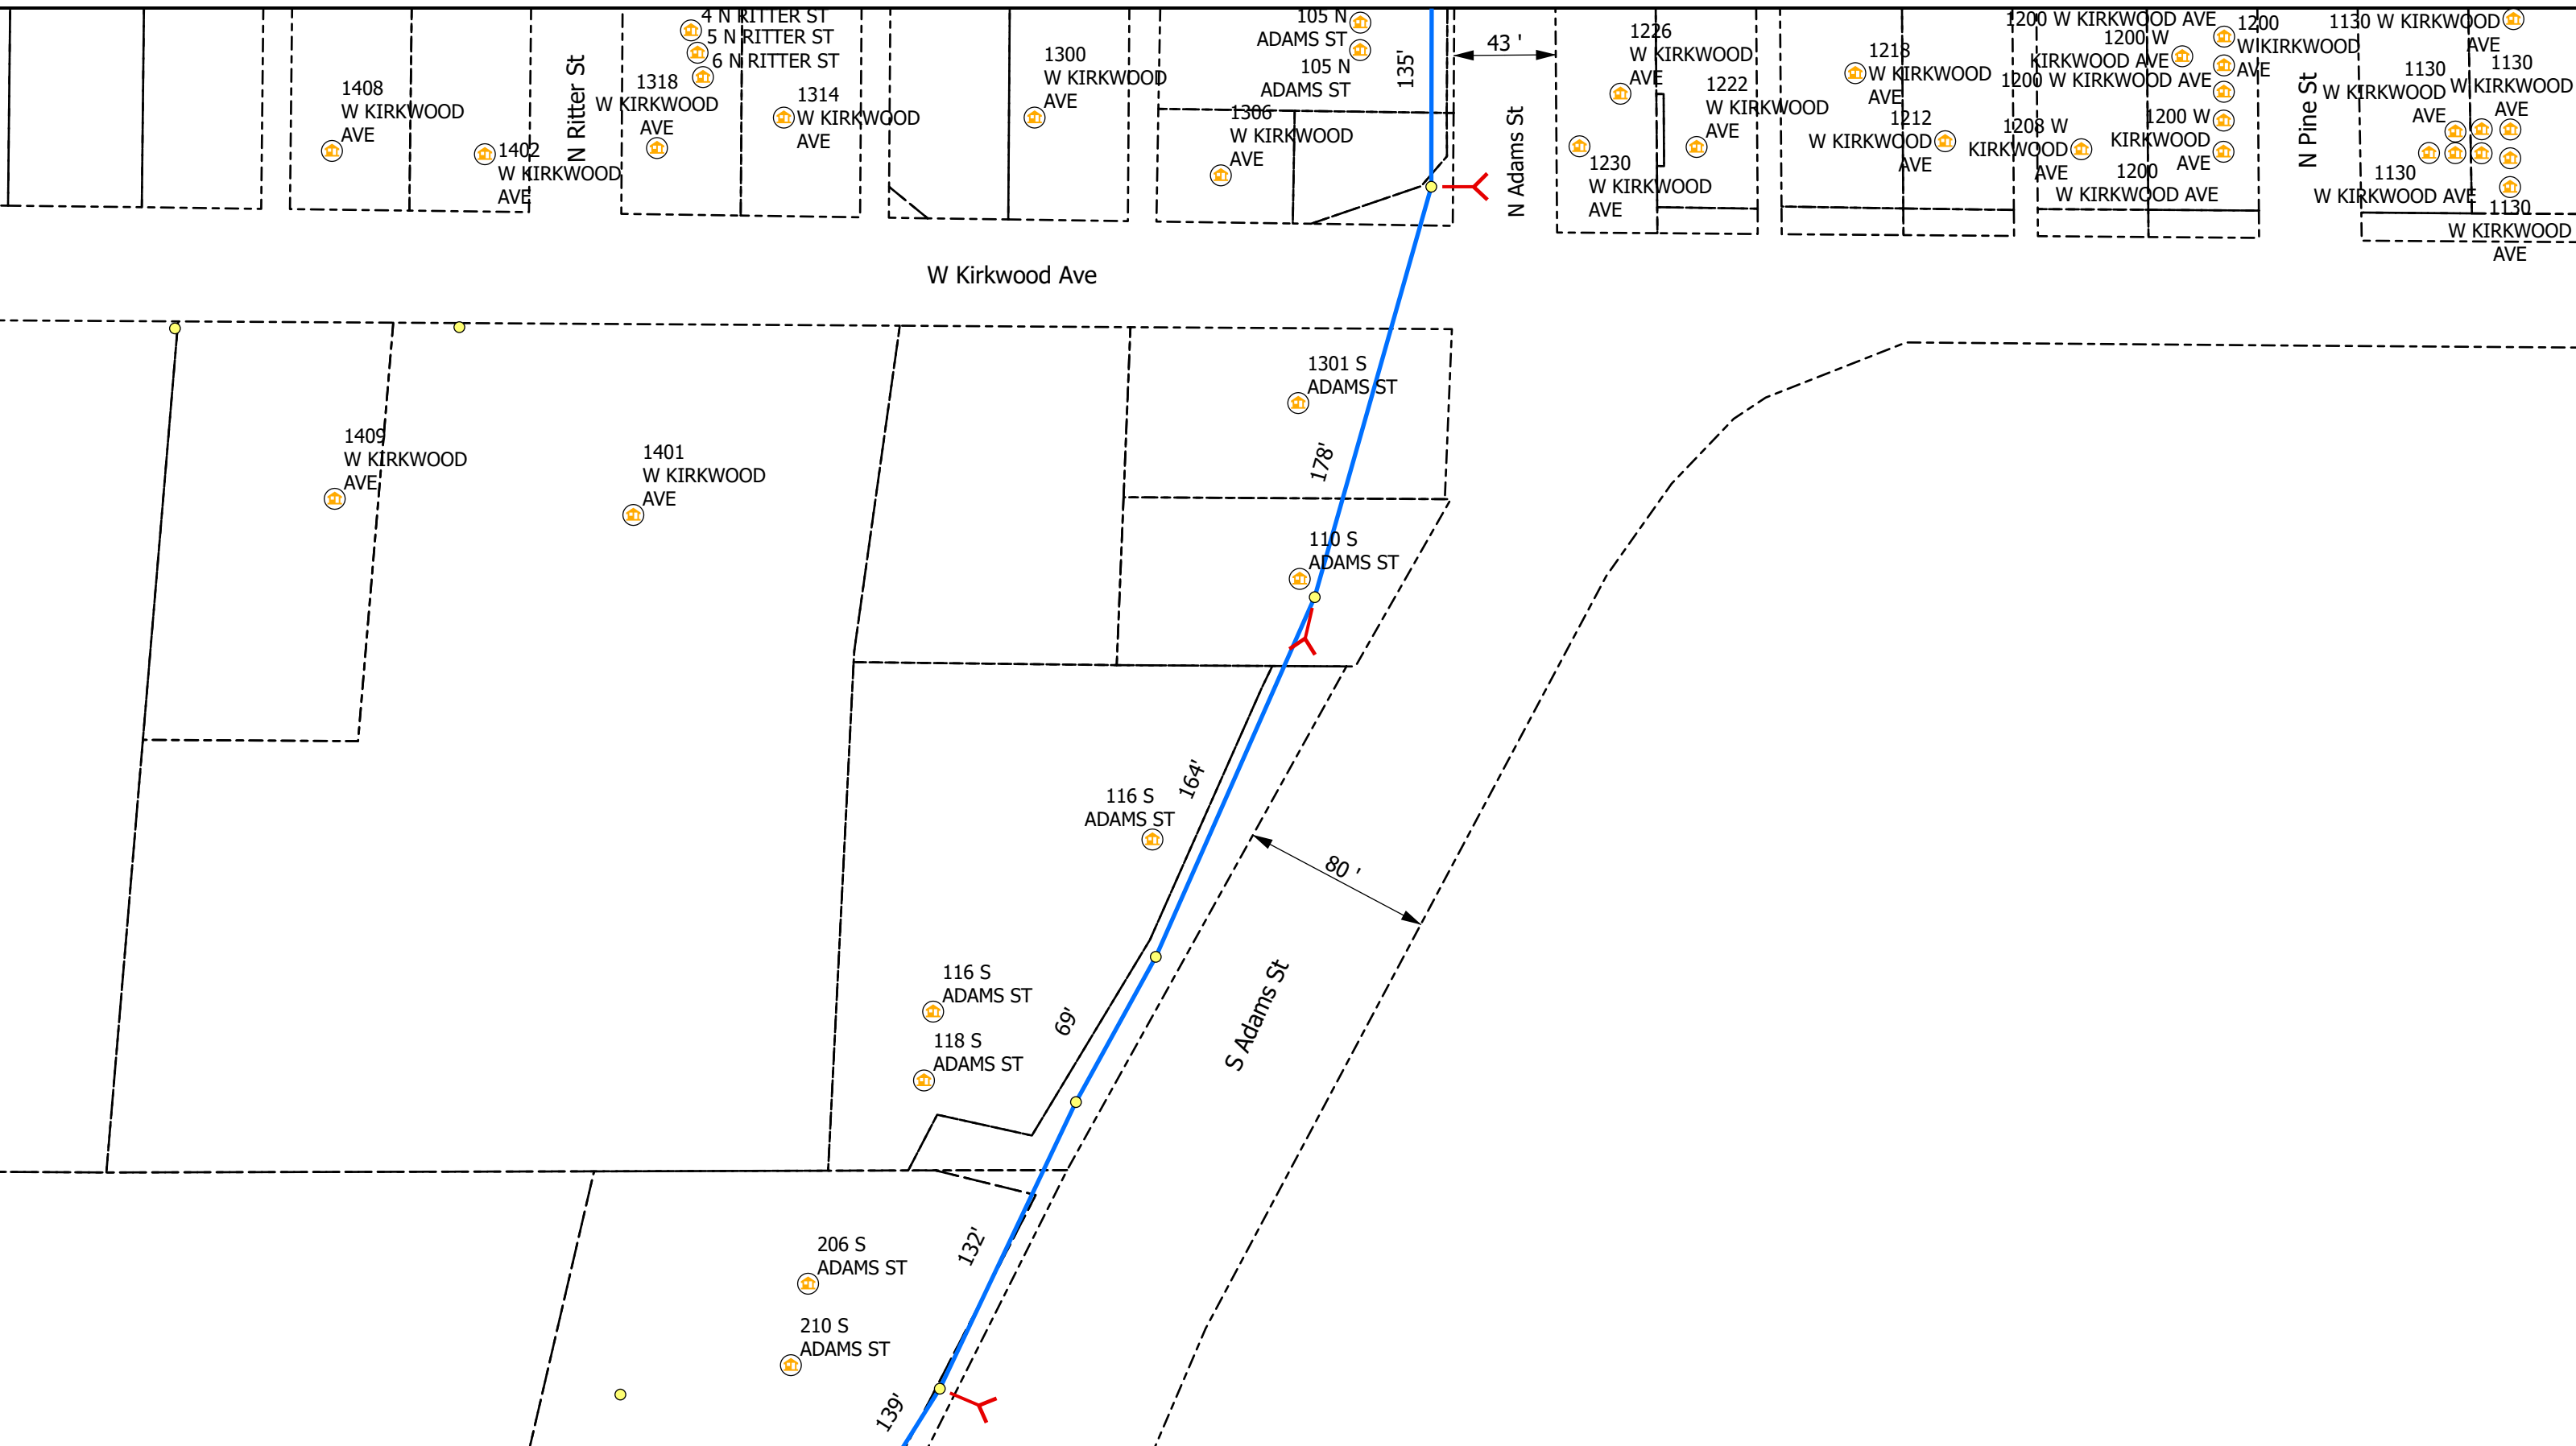 4 N RITTER ST
5 N RITTER ST
6 N RITTER ST
1408
W KIRKWOOD
AVE
1402
W KIRKWOOD
AVE
N Ritter St
1318
W KIRKWOOD
AVE
1314
W KIRKWOOD
AVE
1300
W KIRKWOOD
AVE
105 N
ADAMS ST
105 N
ADAMS ST
1306
W KIRKWOOD
AVE
135'
43 '
N Adams St
1226
W KIRKWOOD
AVE
1222
W KIRKWOOD
AVE
1230
W KIRKWOOD
AVE
1218
W KIRKWOOD
AVE
1212
W KIRKWOOD
AVE
1208 W
KIRKWOOD
AVE
1200 W KIRKWOOD AVE
1200 W
KIRKWOOD AVE
1200 W KIRKWOOD AVE
1200
W KIRKWOOD
AVE
1200 W
KIRKWOOD
AVE
1200
W KIRKWOOD AVE
N Pine St
1130 W KIRKWOOD
AVE
1130
W KIRKWOOD
AVE
1130
W KIRKWOOD
AVE
1130
W KIRKWOOD AVE
1130
W KIRKWOOD
AVE
W Kirkwood Ave
1301 S
ADAMS ST
178'
1409
W KIRKWOOD
AVE
1401
W KIRKWOOD
AVE
110 S
ADAMS ST
164'
116 S
ADAMS ST
80 '
116 S
ADAMS ST
69'
118 S
ADAMS ST
S Adams St
132'
206 S
ADAMS ST
210 S
ADAMS ST
139'